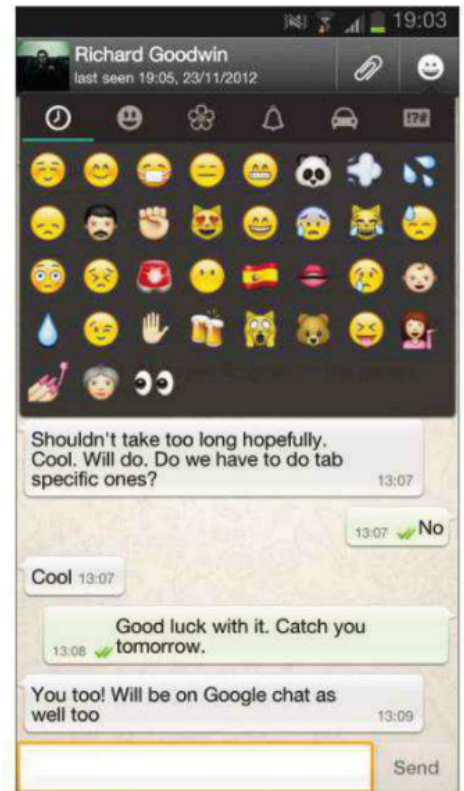 19:03
Richard Goodwin
last seen 19:05, 23/11/2012
!?#
Shouldn't take too long hopefully.
Cool. Will do. Do we have to do tab
specific ones?
13:07
13:07 No
Cool 13:07
Good luck with it. Catch you
13:08 tomorrow.
You too! Will be on Google chat as
well too
13:09
Send